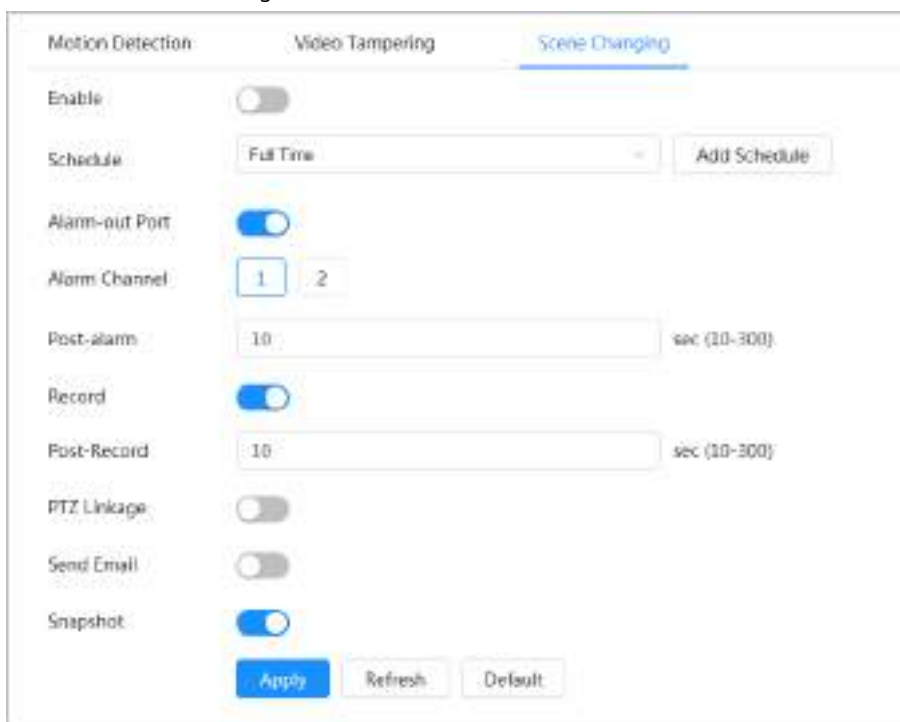 Motion Detection Video Tampering Scene Changing
Enable
Schedule Full Time Add Schedule
Alarm-out Port
Alarm Channel 1 2
Post-alarm 10 sec (10-300)
Record
Post-Record 10 sec (10-300)
PTZ Linkage
Send Email
Snapshot
Apply Refresh Default